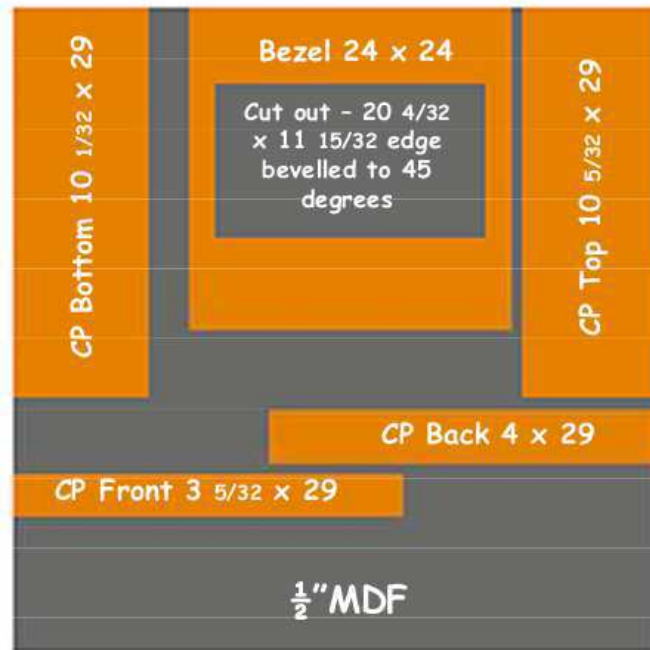 CP Bottom 10 1/32 x 29
Bezel 24 x 24
Cut out - 20 4/32
x 11 15/32 edge
bevelled to 45
degrees
CP Top 10 5/32 x 29
CP Back 4 x 29
CP Front 3 5/32 x 29
½"MDF